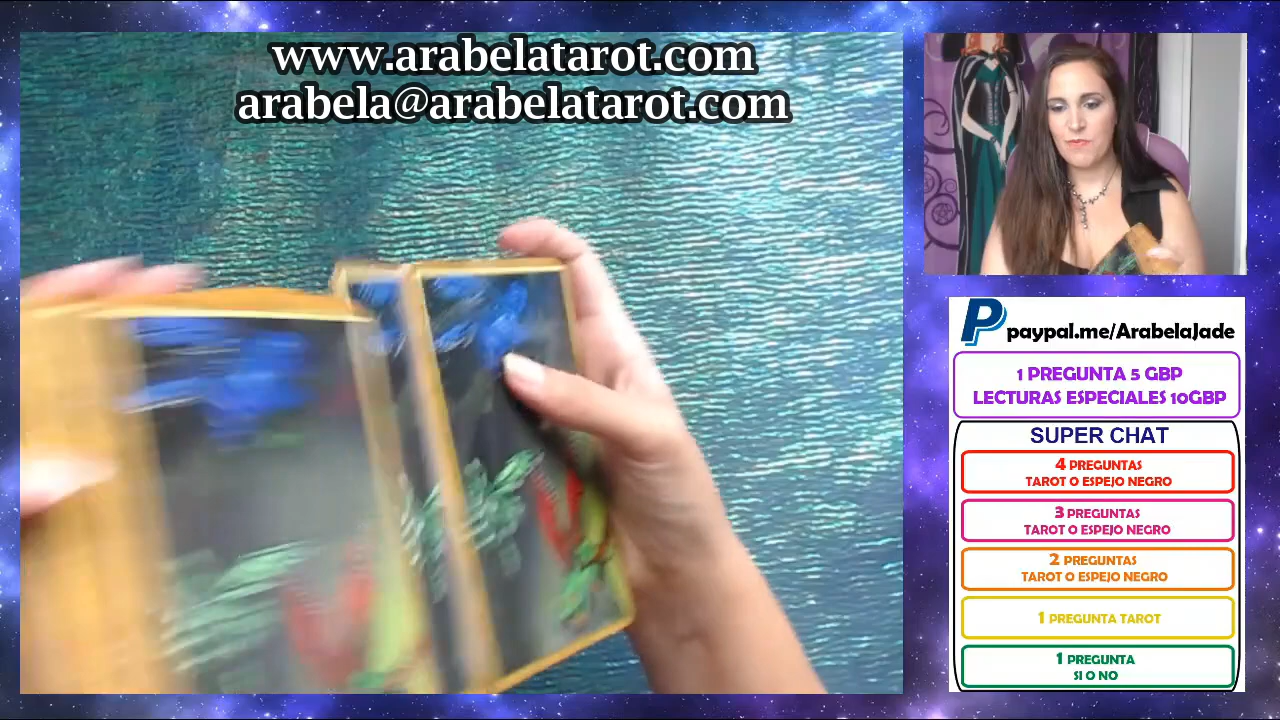 www.arabelatarot.com
arabela@arabelatarot.com
paypal.me/ArabelaJade
1 PREGUNTA 5 GBP
LECTURAS ESPECIALES 10GBP
SUPER CHAT
4 PREGUNTAS
TAROT O ESPEJO NEGRO
3 PREGUNTAS
TAROT O ESPEJO NEGRO
2 PREGUNTAS
TAROT O ESPEJO NEGRO
1 PREGUNTA TAROT
1 PREGUNTA
SI O NO